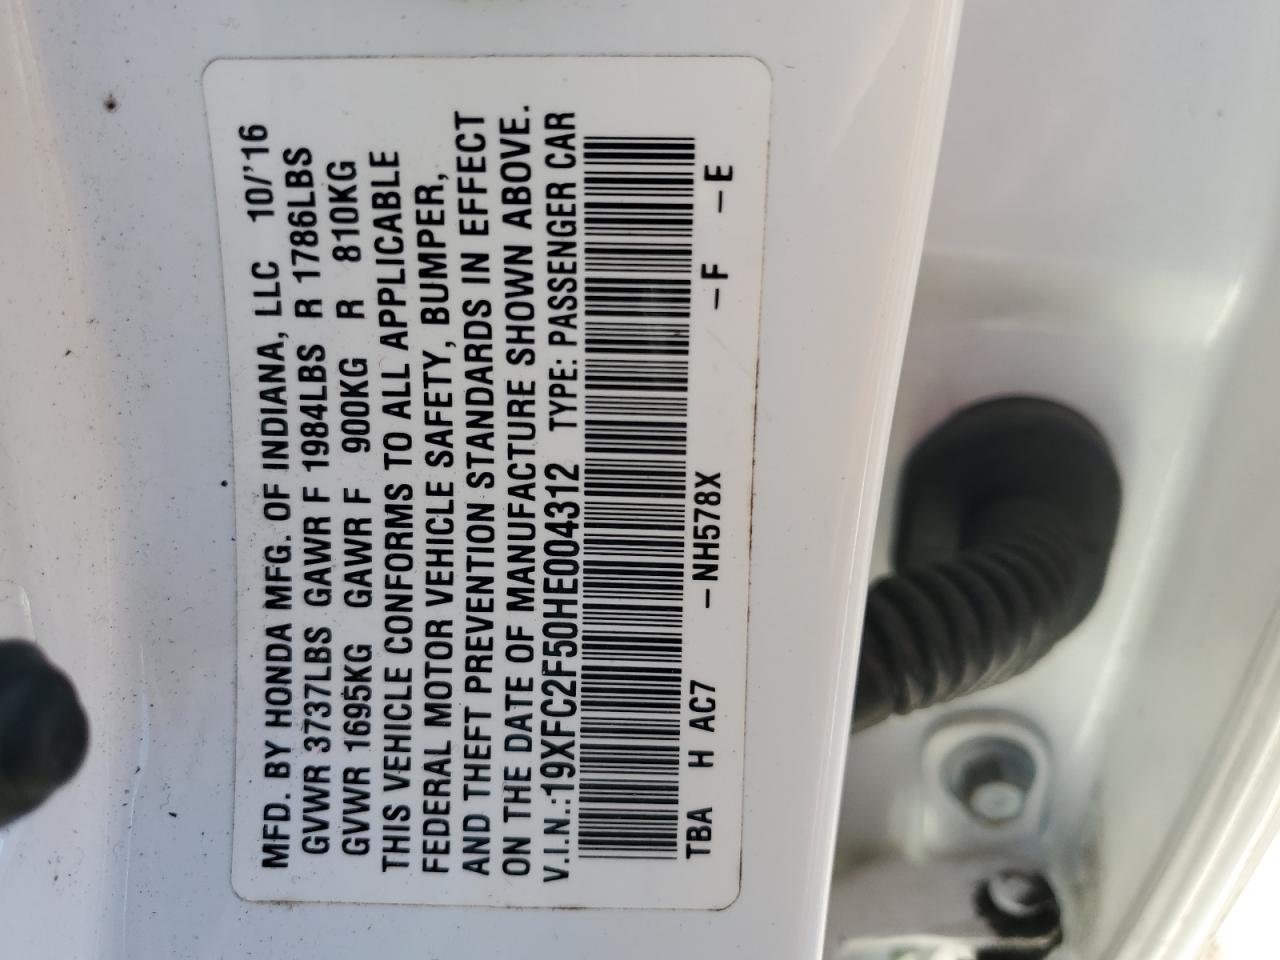 MFD. BY HONDA MFG. OF INDIANA, LLC 10/'16
GVWR 3737LBS GAWR F 1984LBS R 1786LBS
GVWR 1695KG GAWR F 900KG R 810KG
THIS VEHICLE CONFORMS TO ALL APPLICABLE
FEDERAL MOTOR VEHICLE SAFETY, BUMPER,
AND THEFT PREVENTION STANDARDS IN EFFECT
ON THE DATE OF MANUFACTURE SHOWN ABOVE.
V.I.N.:19XFC2F50HE004312 TYPE: PASSENGER CAR
TBA H AC7 –NH578X –F –E